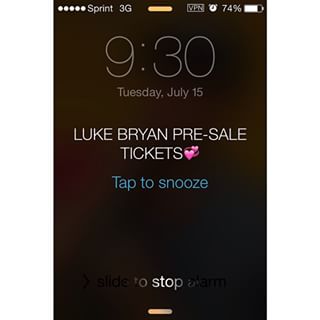 Sprint 3G VPN 74%
9:30
Tuesday, July 15
LUKE BRYAN PRE-SALE
TICKETS💞
Tap to snooze
slide to stop alarm